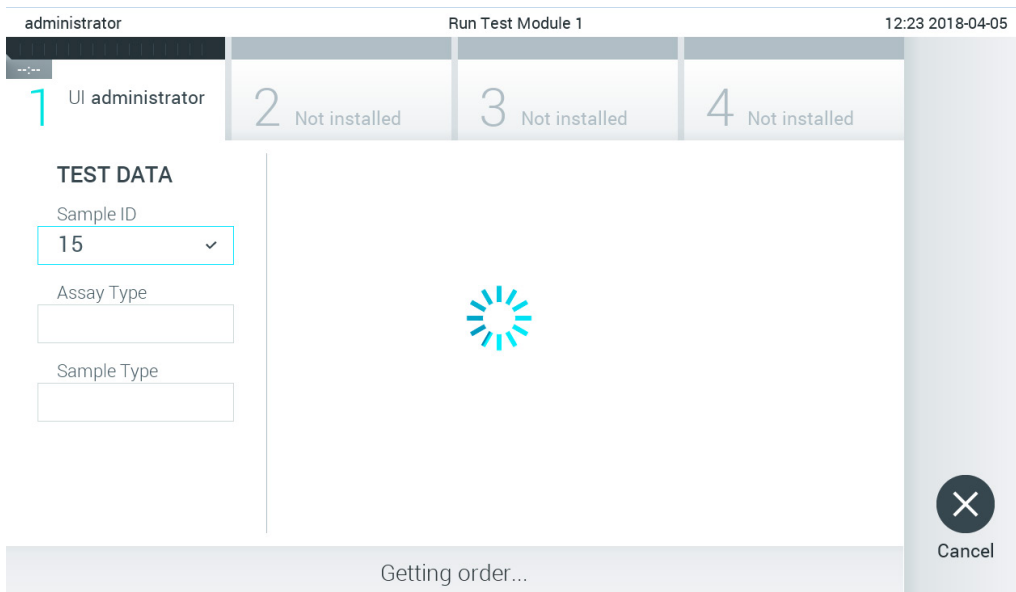 administrator Run Test Module 1 12:23 2018-04-05
--:--
1 UI administrator 2 Not installed 3 Not installed 4 Not installed
TEST DATA
Sample ID
15
Assay Type
Sample Type
Cancel
Getting order...